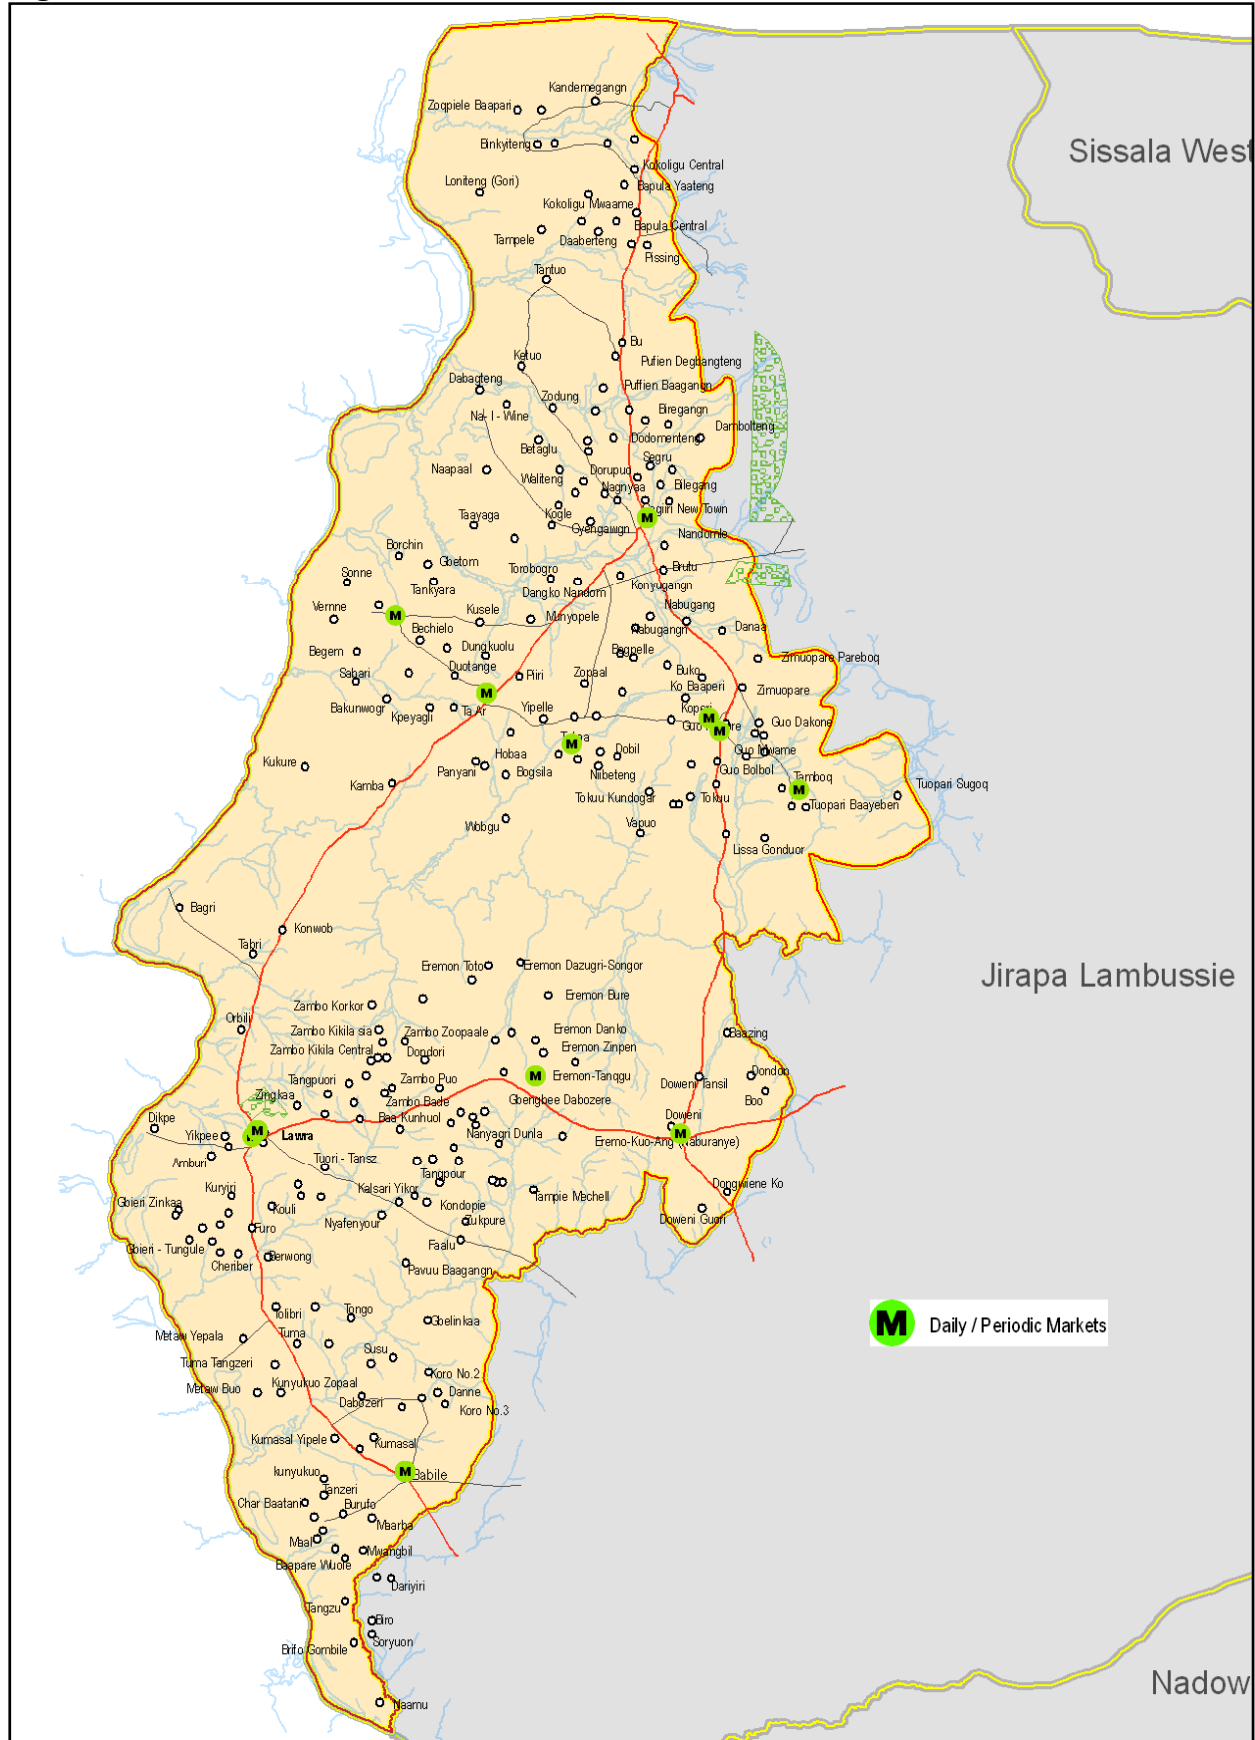 Kandemegangn
Zoqpiele Baapari
Binkyiteng
Sissala West
Kokoligu Central
Loniteng (Gori)
Bapula Yaateng
Kokoligu Mwaame
Bapula Central
Tampele
Daaberteng
Pissing
Tantuo
Bu
Ketuo
Pufien Degbangteng
Dabagteng
Puffien Baagangn
Zodung
Na- I - Wine
Biregangn
Dambolteng
Dodomenteng
Betaglu
Segru
Naapaal
Waliteng
Dorupuo
Bilegang
Nagnyaa
M
Taayaga
Kogle
Gyengawgn
New Town
Nandomle
Borchin
Gbetom
Torobogro
Brutu
Sonne
Tankyara
Dangko Nandom
Konyugangn
Vernne
M
Kusele
Munyopele
Nabugang
Bechielo
Nabugangn
Danaa
Begem
Dungkuolu
Bagpelle
Zimuopare Pareboq
Sabari
Duotange
Piiri
Zopaal
Buko
M
Ko Baaperi
Zimuopare
Bakunwogr
Kpeyagli
Ta Ar
Yipelle
Kopari
M
Guo Dakone
M
M
Hobaa
Dobil
Guo Mwame
Kukure
Panyani
Bogsila
Niibeteng
Guo Bolbol
Tamboq
Kamba
M
Tuopari Sugoq
Tokuu Kundogar
Tokuu
Tuopari Baayeben
Wobgu
Vapuo
Lissa Gonduor
Bagri
Konwob
Tabri
Eremon Toto
Eremon Dazugri-Songor
Jirapa Lambussie
Eremon Bure
Zambo Korkor
Orbili
Zambo Kikila sia
Zambo Zoopaale
Eremon Danko
Baazing
Zambo Kikila Central
Dondori
Eremon Zinpen
Tangpuori
Zambo Puo
M
Eremon-Tanqgu
Doweni Tansil
Dondon
Zingkaa
Zambo Bade
Gbengbee Dabozere
Boo
Dikpe
Baa Kunhuol
Doweni
Yikpee
M
Lawra
Nanyagri Dunla
Eremo-Kuo-Ang (Naburanye)
M
Amburi
Tuori - Tansz
Tangpour
Kuryiri
Kalsari Yikor
Tampie Mechell
Dongwiene Ko
Gbieri Zinkaa
Kouli
Kondopie
Nyafenyour
Zukpure
Doweni Guori
Furo
Gbieri - Tungule
Faalu
Cheriber
Berwong
Pavuu Baagangn
Tolibri
Tongo
Gbelinkaa
M
Daily / Periodic Markets
Metaw Yepala
Tuma
Tuma Tangzeri
Susu
Koro No.2
Metaw Buo
Kunyukuo Zopaal
Danne
Dabozeri
Koro No.3
Kumasal Yipele
Kumasal
kunyukuo
M
Babile
Tanzeri
Char Baatani
Burufo
Maarba
Maal
Mwangbil
Baapare Wuole
Dariyiri
Tangzu
Biro
Soryuon
Brifo Gombile
Nadow
Naamu